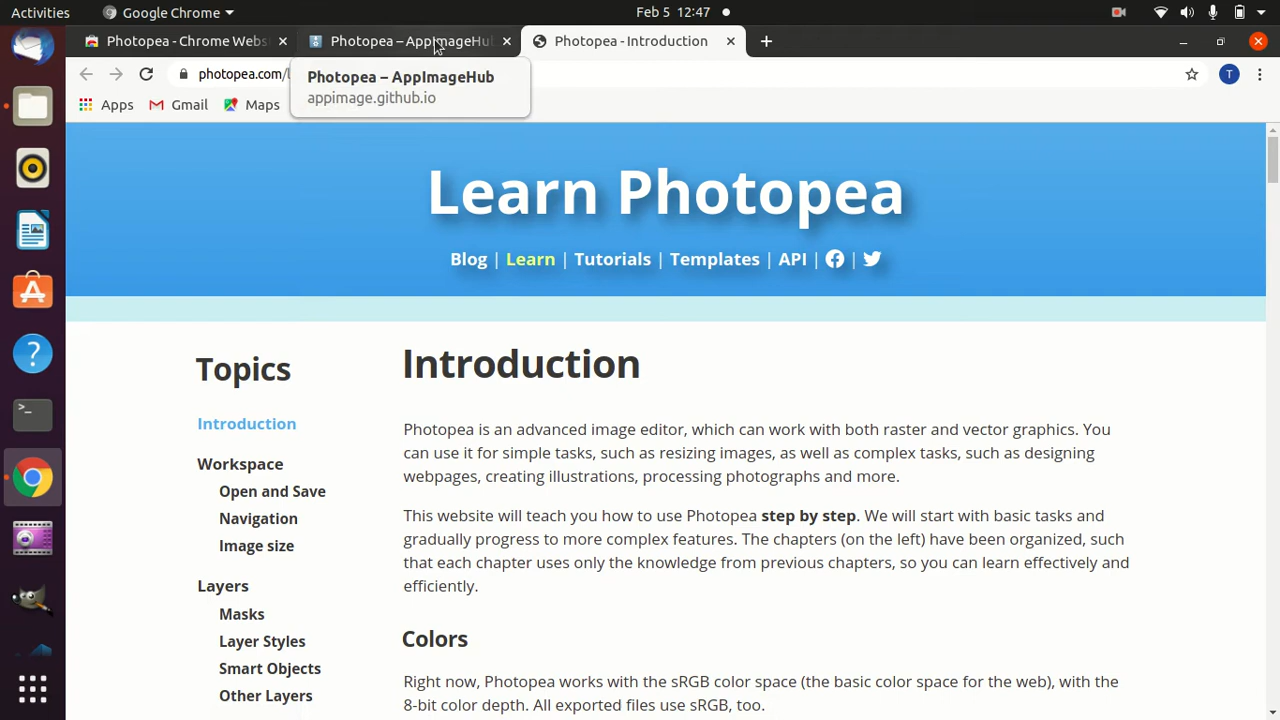 Activities Google Chrome Feb 5 12:47
Photopea - Chrome Webs Photopea – AppImageHu Photopea - Introduction
photopea.com/
T
Photopea – AppImageHub
appimage.github.io
Apps Gmail Maps
Learn Photopea
Blog | Learn | Tutorials | Templates | API | |
Topics
Introduction
Workspace
Open and Save
Navigation
Image size
Layers
Masks
Layer Styles
Smart Objects
Other Layers
Introduction
Photopea is an advanced image editor, which can work with both raster and vector graphics. You
can use it for simple tasks, such as resizing images, as well as complex tasks, such as designing
webpages, creating illustrations, processing photographs and more.
This website will teach you how to use Photopea step by step. We will start with basic tasks and
gradually progress to more complex features. The chapters (on the left) have been organized, such
that each chapter uses only the knowledge from previous chapters, so you can learn effectively and
efficiently.
Colors
Right now, Photopea works with the sRGB color space (the basic color space for the web), with the
8-bit color depth. All exported files use sRGB, too.